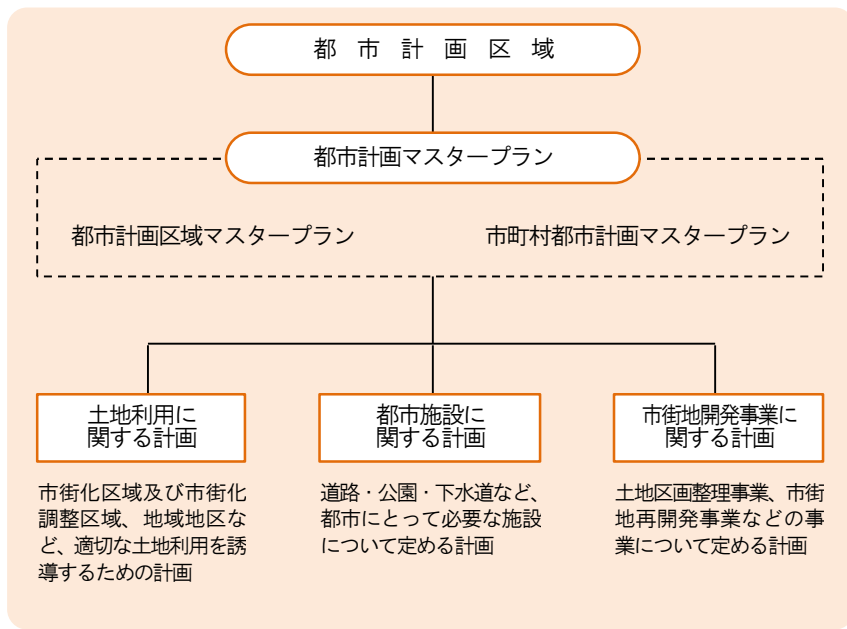 都市計画区域
都市計画マスタープラン
都市計画区域マスタープラン
市町村都市計画マスタープラン
土地利用に
関する計画
都市施設に
関する計画
市街地開発事業に
関する計画
市街化区域及び市街化
調整区域、地域地区な
ど、適切な土地利用を誘
導するための計画
道路・公園・下水道など、
都市にとって必要な施設
について定める計画
土地区画整理事業、市街
地再開発事業などの事
業について定める計画